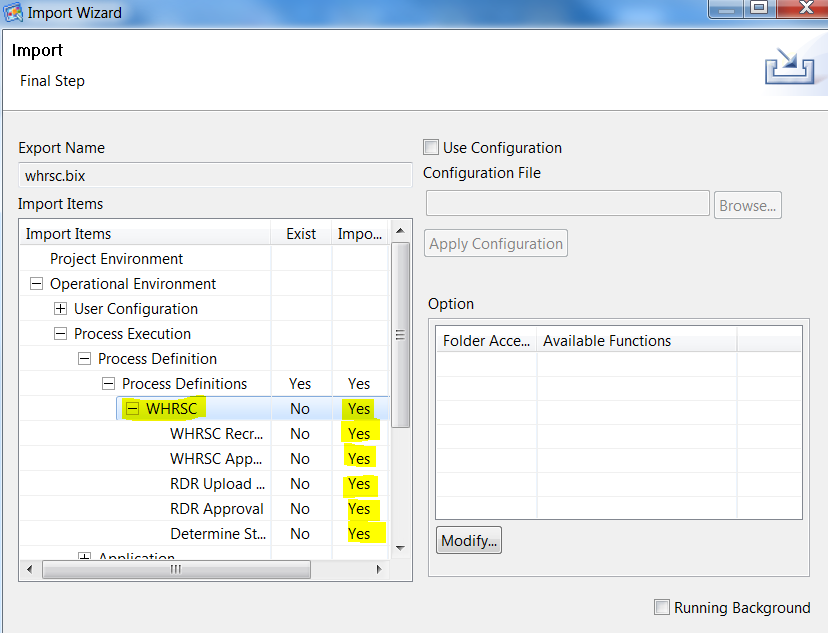 Import Wizard
Import
Final Step
Export Name
whrsc.bix
Import Items
Import Items Exist Impo...
Project Environment
Operational Environment
User Configuration
Process Execution
Process Definition
Process Definitions Yes Yes
WHRSC No Yes
WHRSC Recr... No Yes
WHRSC App... No Yes
RDR Upload ... No Yes
RDR Approval No Yes
Determine St... No Yes
Application
Use Configuration
Configuration File
Browse...
Apply Configuration
Option
Folder Acce... Available Functions
Modify...
Running Background